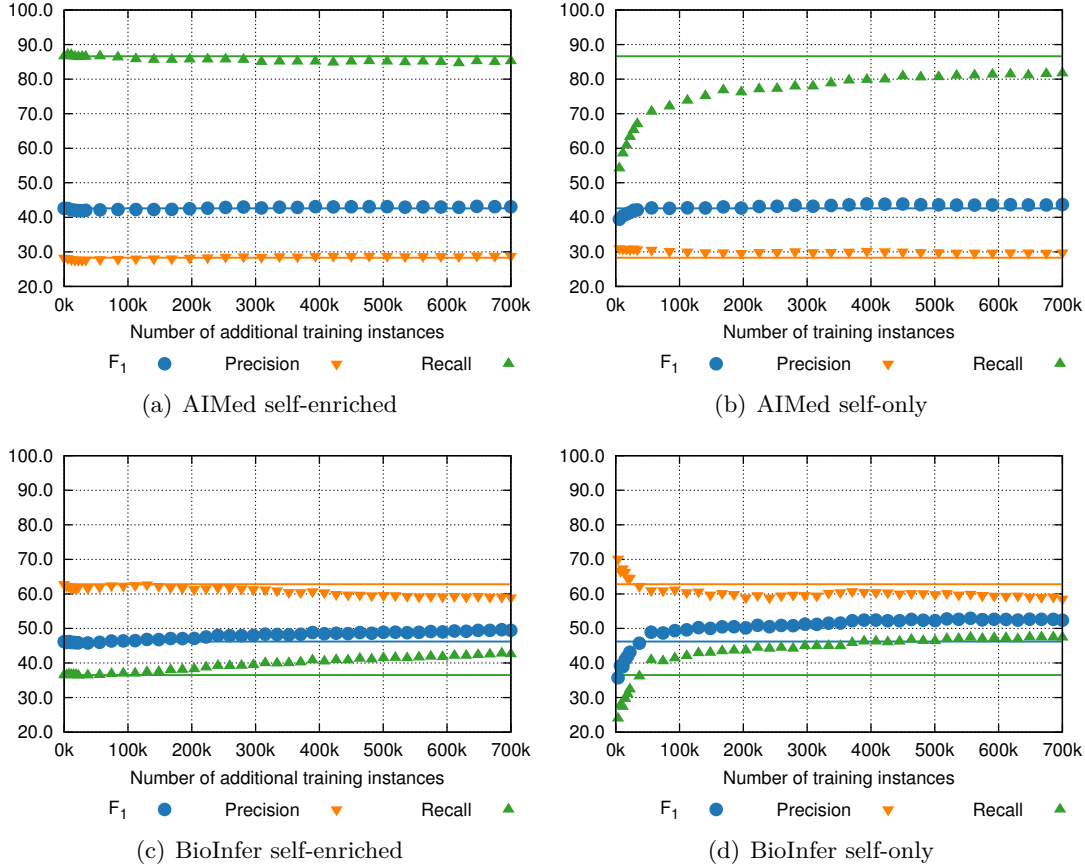 100.0
90.0
80.0
70.0
60.0
50.0
40.0
30.0
20.0
0k 100k 200k 300k 400k 500k 600k 700k
Number of additional training instances
F1 Precision Recall
(a) AIMed self-enriched
100.0
90.0
80.0
70.0
60.0
50.0
40.0
30.0
20.0
0k 100k 200k 300k 400k 500k 600k 700k
Number of training instances
F1 Precision Recall
(b) AIMed self-only
100.0
90.0
80.0
70.0
60.0
50.0
40.0
30.0
20.0
0k 100k 200k 300k 400k 500k 600k 700k
Number of additional training instances
F1 Precision Recall
(c) BioInfer self-enriched
100.0
90.0
80.0
70.0
60.0
50.0
40.0
30.0
20.0
0k 100k 200k 300k 400k 500k 600k 700k
Number of training instances
F1 Precision Recall
(d) BioInfer self-only